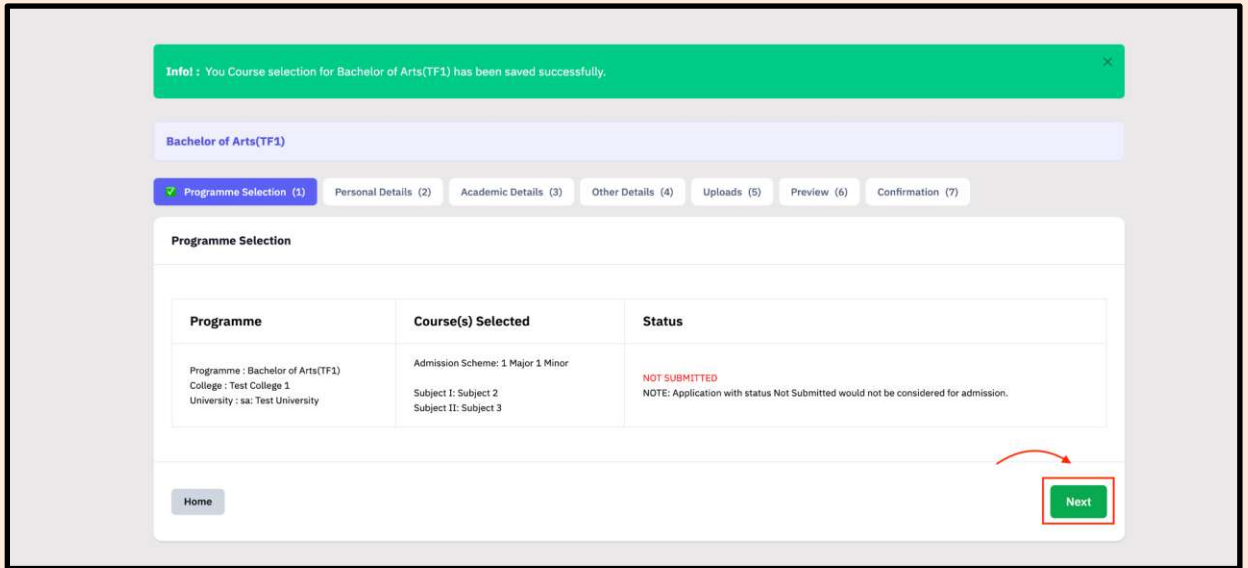 Info! : You Course selection for Bachelor of Arts(TF1) has been saved successfully.
Bachelor of Arts(TF1)
Programme Selection (1)
Personal Details (2)
Academic Details (3)
Other Details (4)
Uploads (5)
Preview (6)
Confirmation (7)
Programme Selection
Programme
Course(s) Selected
Status
Programme : Bachelor of Arts(TF1)
College : Test College 1
University : sa: Test University
Admission Scheme: 1 Major 1 Minor
Subject I: Subject 2
Subject II: Subject 3
NOT SUBMITTED
NOTE: Application with status Not Submitted would not be considered for admission.
Home
Next